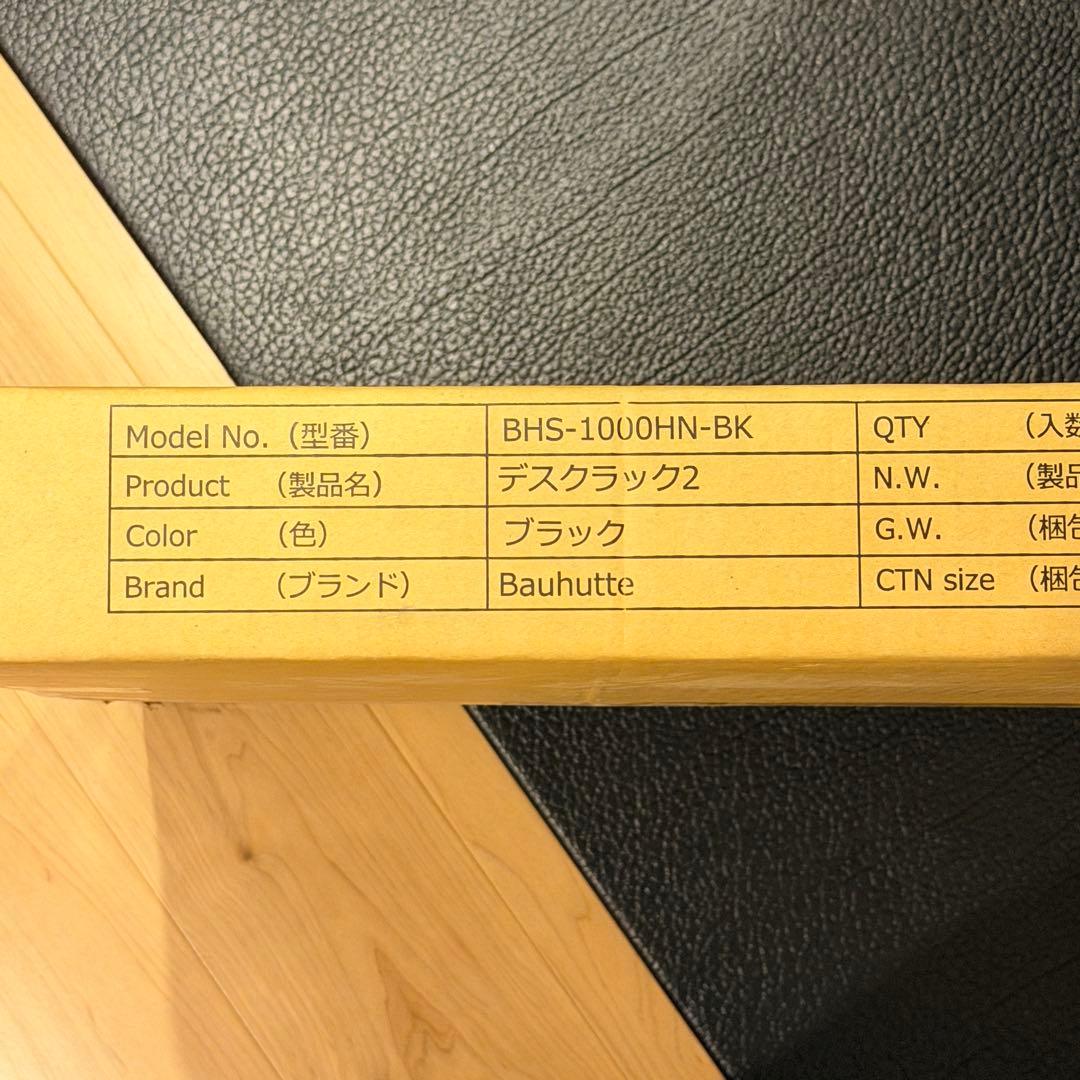 Model No. （型番） BHS-1000HN-BK QTY （入数
Product （製品名） デスクラック2 N.W. （製品
Color （色） ブラック G.W. （梱包
Brand （ブランド） Bauhutte CTN size （梱包